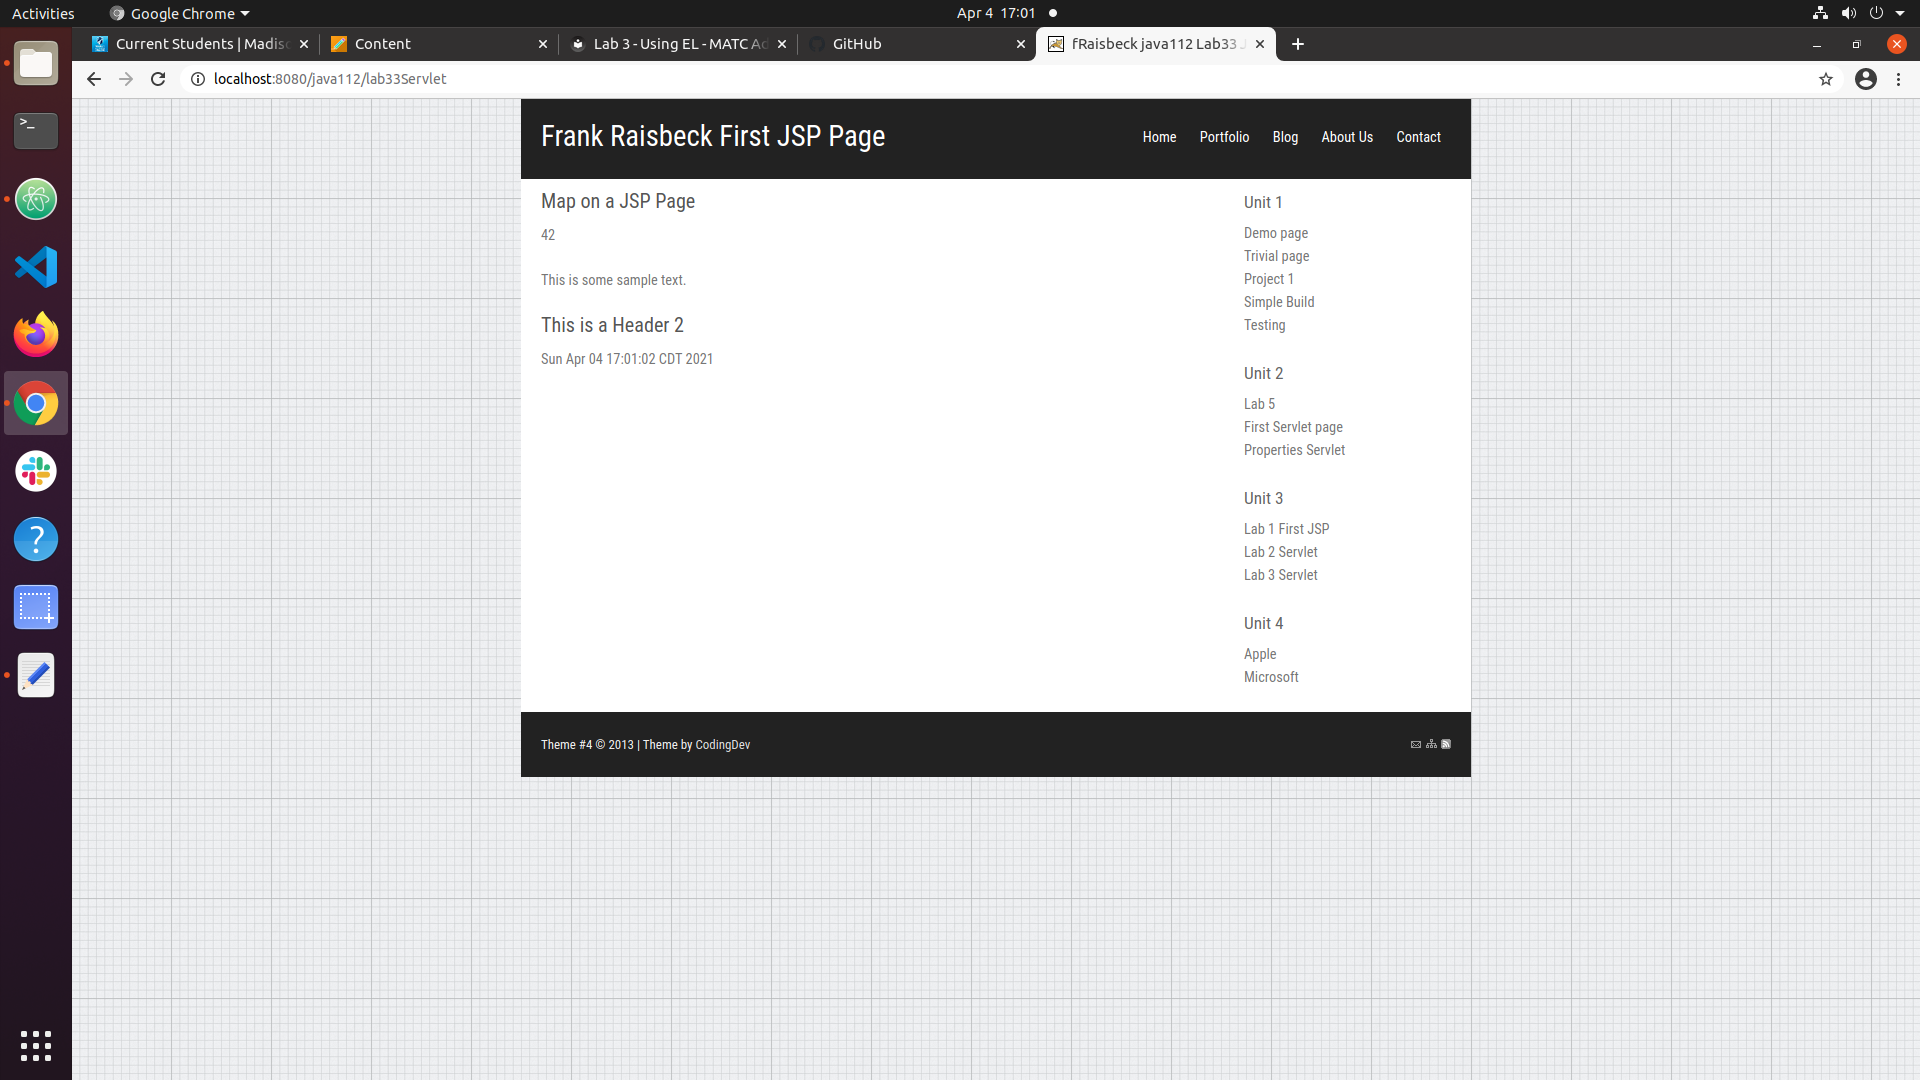 Activities
Google Chrome
Apr 4 17:01
Current Students | Madis
Content
Lab 3 - Using EL - MATC Ad
GitHub
fRaisbeck java112 Lab33 J
localhost:8080/java112/lab33Servlet
Frank Raisbeck First JSP Page
Home
Portfolio
Blog
About Us
Contact
Map on a JSP Page
42
This is some sample text.
This is a Header 2
Sun Apr 04 17:01:02 CDT 2021
Unit 1
Demo page
Trivial page
Project 1
Simple Build
Testing
Unit 2
Lab 5
First Servlet page
Properties Servlet
Unit 3
Lab 1 First JSP
Lab 2 Servlet
Lab 3 Servlet
Unit 4
Apple
Microsoft
Theme #4 © 2013 | Theme by CodingDev